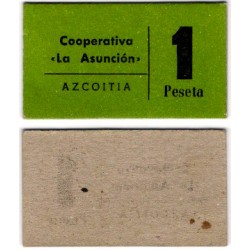 Cooperativa
«La Asunción»
AZCOITIA
1
Peseta